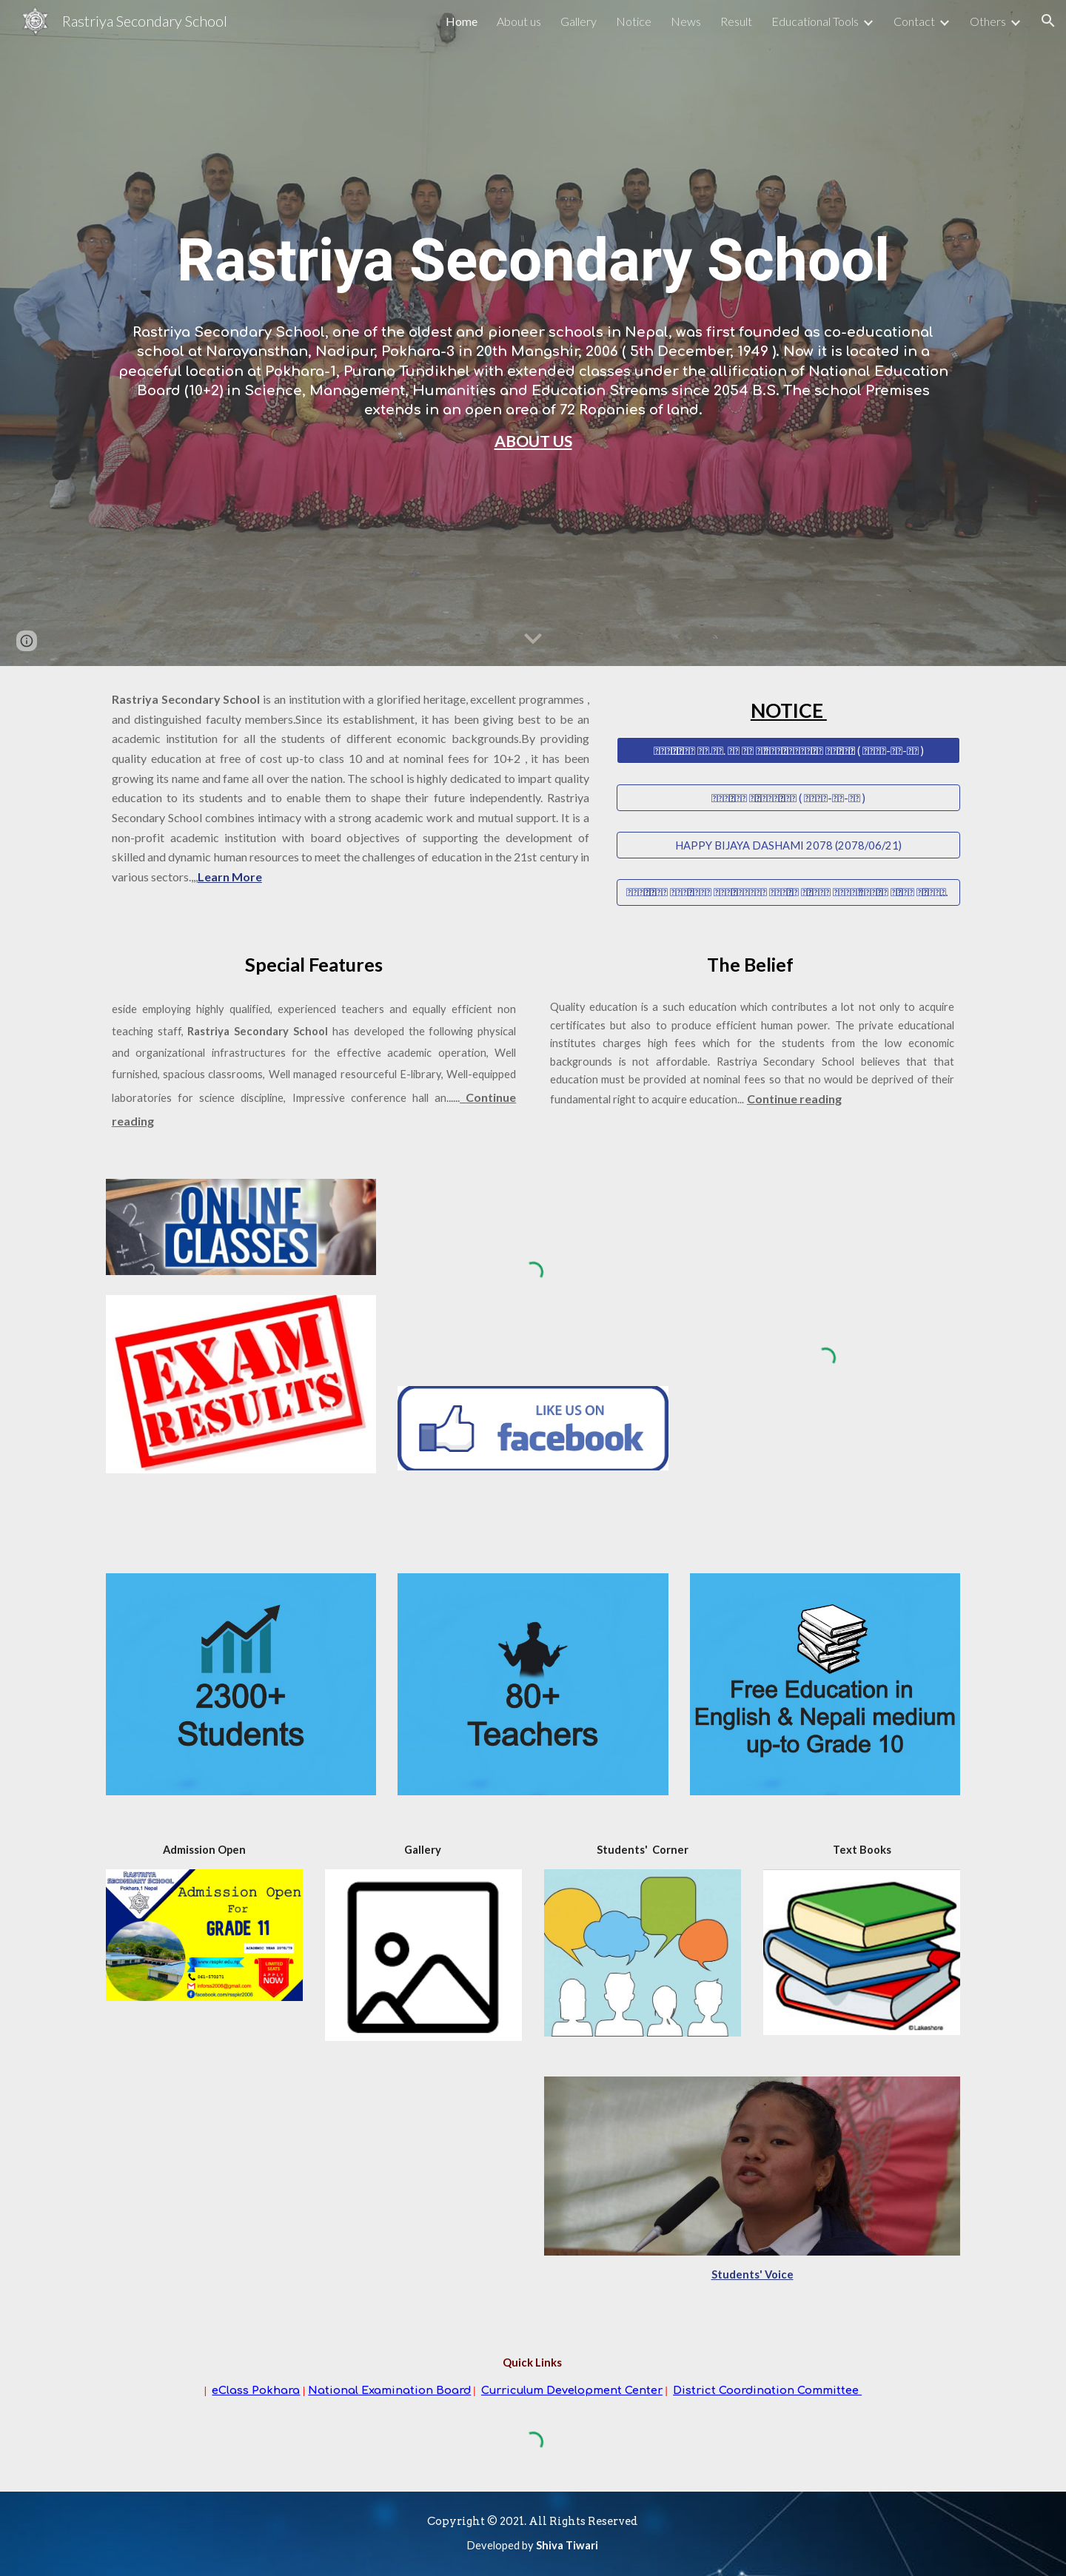 Rastriya Secondary School
Home About us Gallery Notice News Result Educational Tools Contact Others
Rastriya Secondary School
Rastriya Secondary School, one of the oldest and pioneer schools in Nepal, was first founded as co-educational
school at Narayansthan, Nadipur, Pokhara-3 in 20th Mangshir, 2006 ( 5th December, 1949 ). Now it is located in a
peaceful location at Pokhara-1, Purano Tundikhel with extended classes under the allification of National Education
Board (10+2) in Science, Management, Humanities and Education Streams since 2054 B.S. The school Premises
extends in an open area of 72 Ropanies of land.
ABOUT US
Rastriya Secondary School is an institution with a glorified heritage, excellent programmes ,
and distinguished faculty members.Since its establishment, it has been giving best to be an
academic institution for all the students of different economic backgrounds.By providing
quality education at free of cost up-to class 10 and at nominal fees for 10+2 , it has been
growing its name and fame all over the nation. The school is highly dedicated to impart quality
education to its students and to enable them to shape their future independently. Rastriya
Secondary School combines intimacy with a strong academic work and mutual support. It is a
non-profit academic institution with board objectives of supporting the development of
skilled and dynamic human resources to meet the challenges of education in the 21st century in
various sectors.,,,Learn More
NOTICE
HAPPY BIJAYA DASHAMI 2078 (2078/06/21)
Special Features
eside employing highly qualified, experienced teachers and equally efficient non
teaching staff, Rastriya Secondary School has developed the following physical
and organizational infrastructures for the effective academic operation, Well
furnished, spacious classrooms, Well managed resourceful E-library, Well-equipped
laboratories for science discipline, Impressive conference hall an...... Continue
reading
The Belief
Quality education is a such education which contributes a lot not only to acquire
certificates but also to produce efficient human power. The private educational
institutes charges high fees which for the students from the low economic
backgrounds is not affordable. Rastriya Secondary School believes that that
education must be provided at nominal fees so that no would be deprived of their
fundamental right to acquire education... Continue reading
ONLINE
CLASSES
EXAM
RESULTS
LIKE US ON
facebook
2300+
Students
80+
Teachers
Free Education in
English & Nepali medium
up-to Grade 10
Admission Open
Gallery
Students' Corner
Text Books
RASTRIYA
SECONDARY SCHOOL
Pokhara,1 Nepal
Admission Open
For
GRADE 11
LIMITED
SEATS
APPLY
NOW
©Lakeshore
Students' Voice
Quick Links
| eClass Pokhara | National Examination Board | Curriculum Development Center | District Coordination Committee
Copyright © 2021. All Rights Reserved
Developed by Shiva Tiwari